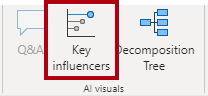 Q&A
Key
influencers
Decomposition
Tree
AI visuals